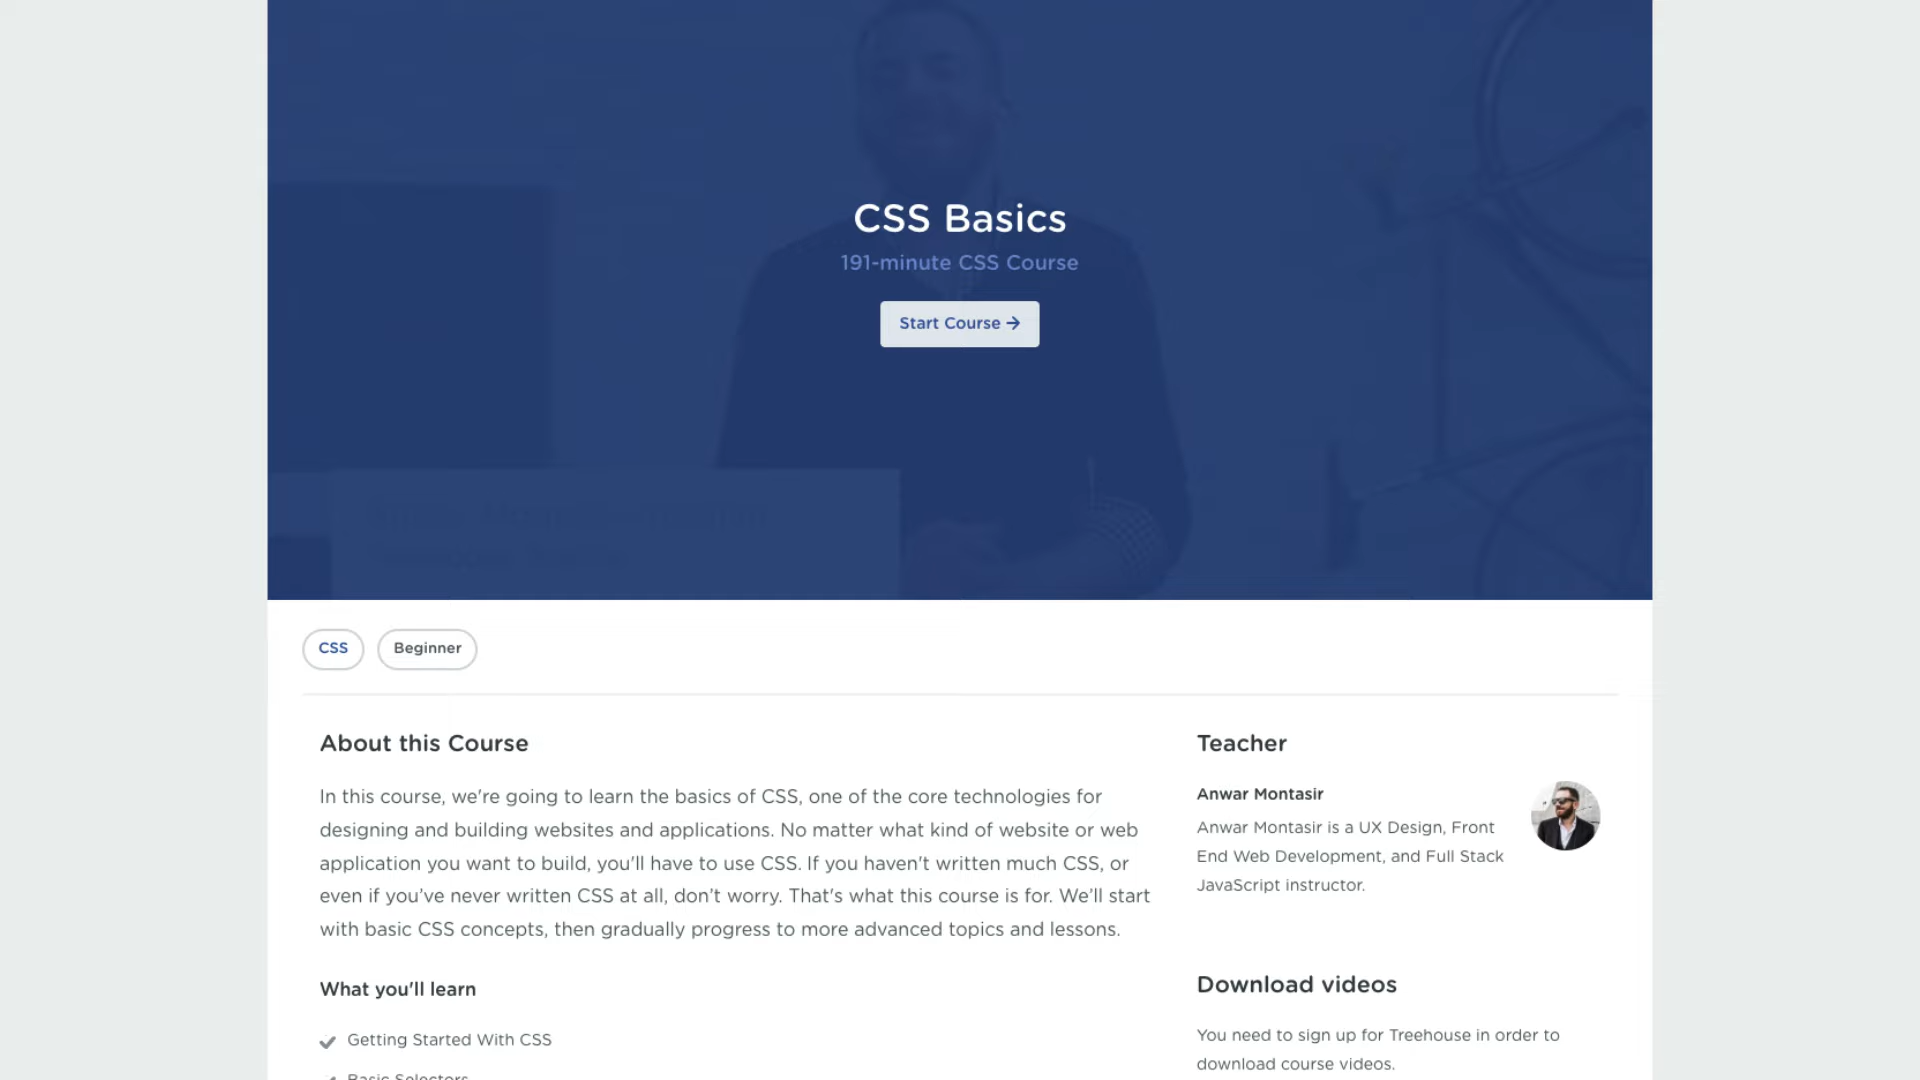 CSS Basics
191-minute CSS Course
Start Course →
CSS
Beginner
About this Course
In this course, we're going to learn the basics of CSS, one of the core technologies for
designing and building websites and applications. No matter what kind of website or web
application you want to build, you'll have to use CSS. If you haven't written much CSS, or
even if you’ve never written CSS at all, don’t worry. That's what this course is for. We’ll start
with basic CSS concepts, then gradually progress to more advanced topics and lessons.
What you'll learn
Getting Started With CSS
Basic Selectors
Teacher
Anwar Montasir
Anwar Montasir is a UX Design, Front
End Web Development, and Full Stack
JavaScript instructor.
Download videos
You need to sign up for Treehouse in order to
download course videos.